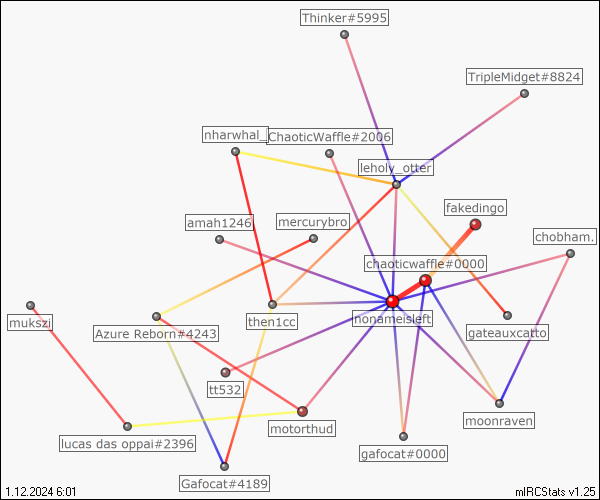 Thinker#5995
TripleMidget#8824
nharwhal_
ChaoticWaffle#2006
leholy_otter
fakedingo
amah1246
mercurybro
chobham.
chaoticwaffle#0000
mukszi
Azure Reborn#4243
then1cc
nonameisleft
gateauxcatto
tt532
moonraven
motorthud
lucas das oppai#2396
gafocat#0000
Gafocat#4189
1.12.2024 6:01
mIRCStats v1.25